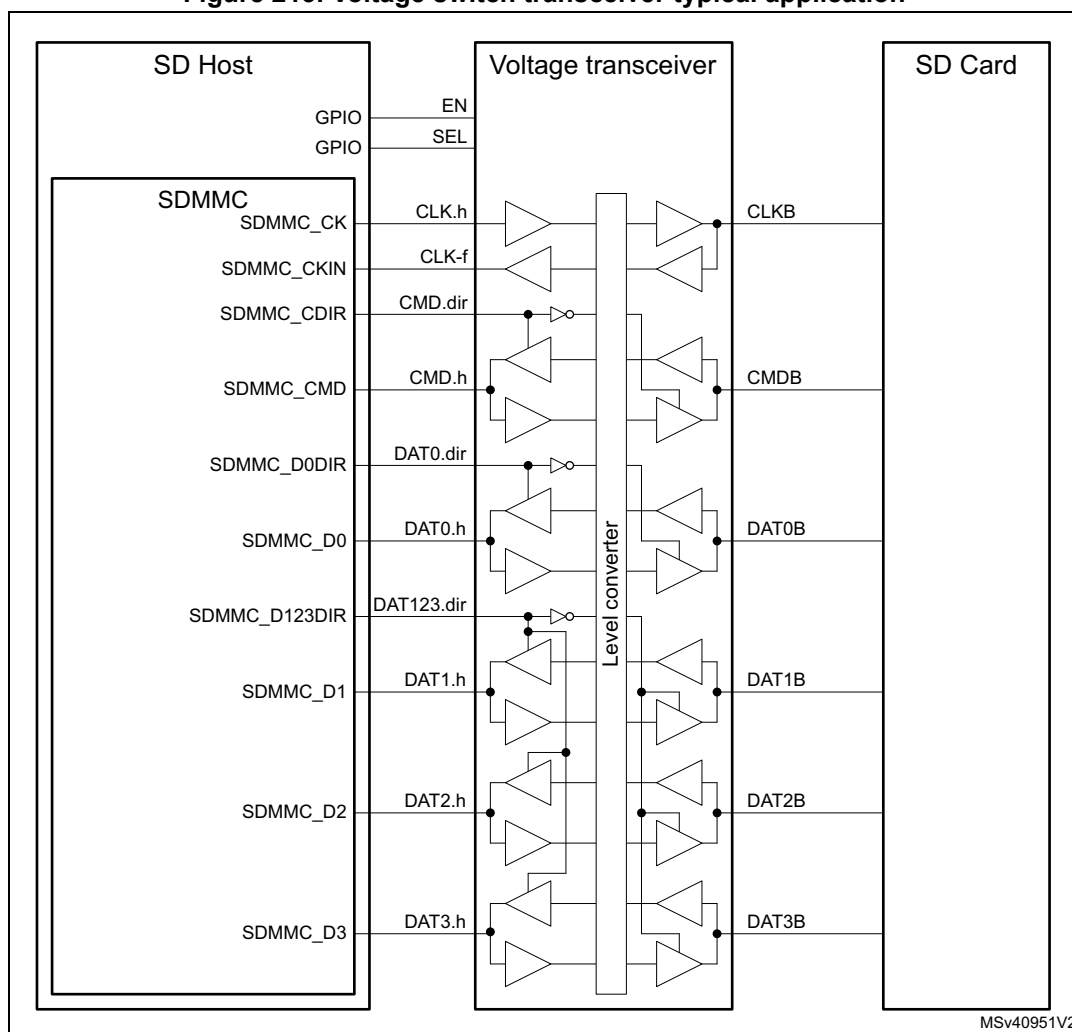 Figure 216. Voltage switch transceiver typical application
SD Host
Voltage transceiver
SD Card
GPIO
EN
GPIO
SEL
SDMMC
SDMMC_CK
CLK.h
CLKB
SDMMC_CKIN
CLK-f
SDMMC_CDIR
CMD.dir
SDMMC_CMD
CMD.h
CMDB
SDMMC_D0DIR
DAT0.dir
SDMMC_D0
DAT0.h
DAT0B
Level converter
SDMMC_D123DIR
DAT123.dir
SDMMC_D1
DAT1.h
DAT1B
SDMMC_D2
DAT2.h
DAT2B
SDMMC_D3
DAT3.h
DAT3B
MSv40951V2